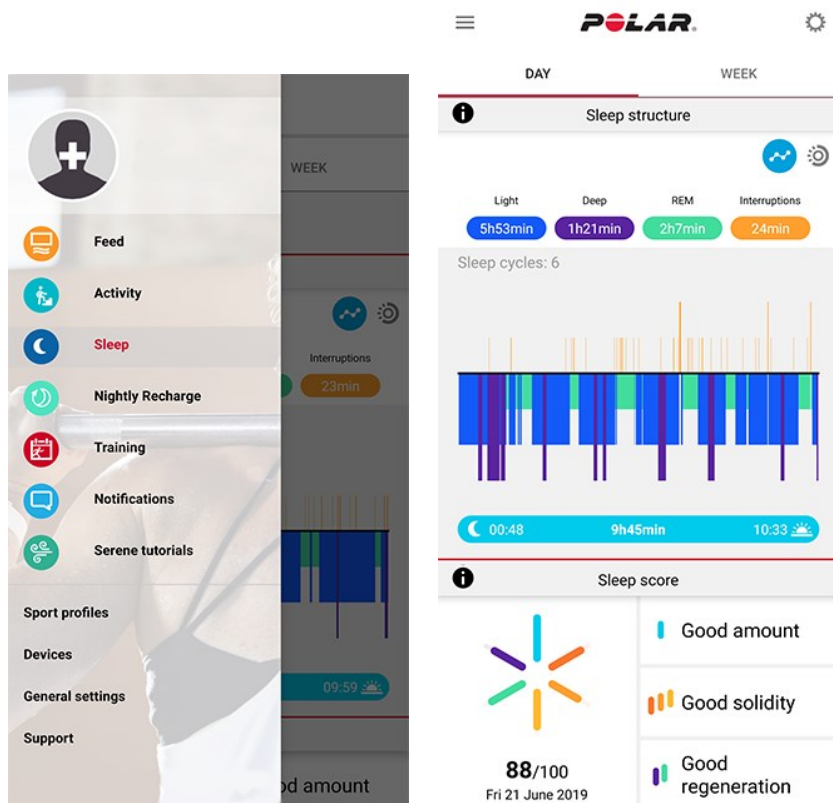 WEEK
Feed
Activity
Sleep
Nightly Recharge
Training
Notifications
Serene tutorials
Sport profiles
Devices
General settings
Support
Interruptions
23min
09:59
od amount
POLAR.
DAY
WEEK
Sleep structure
Light
Deep
REM
Interruptions
5h53min
1h21min
2h7min
24min
Sleep cycles: 6
00:48
9h45min
10:33
Sleep score
Good amount
Good solidity
Good
regeneration
88/100
Fri 21 June 2019